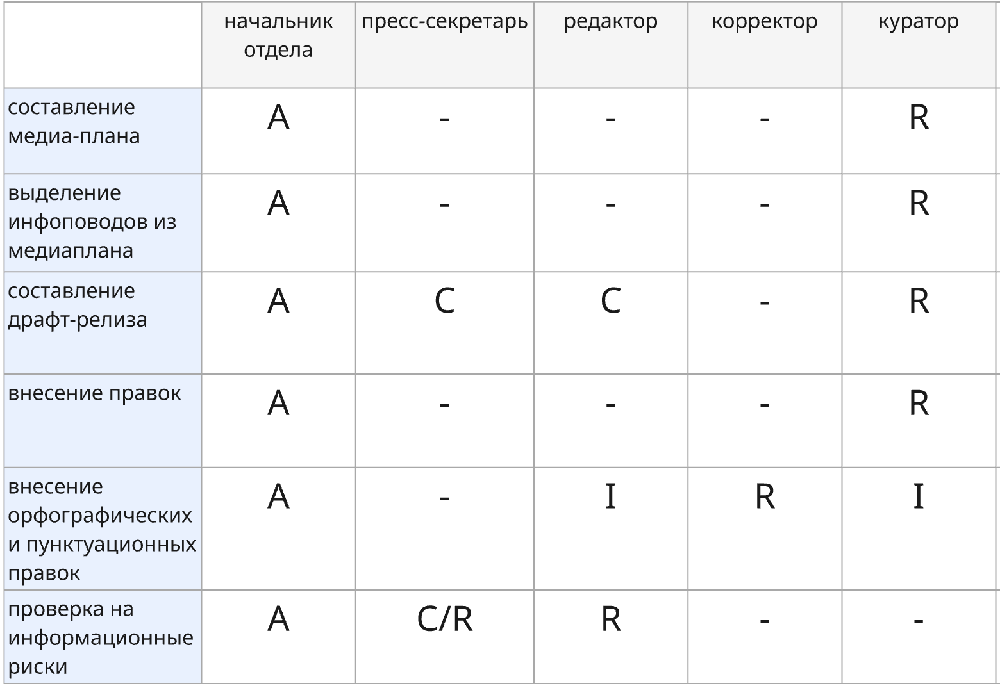 начальник пресс-секретарь редактор корректор куратор
отдела
составление A - - - R
медиа-плана
выделение A - - - R
инфоповодов из
медиаплана
составление A C C - R
драфт-релиза
внесение правок A - - - R
внесение A - I R I
орфографических
и пунктуационных
правок
проверка на A C/R R - -
информационные
риски